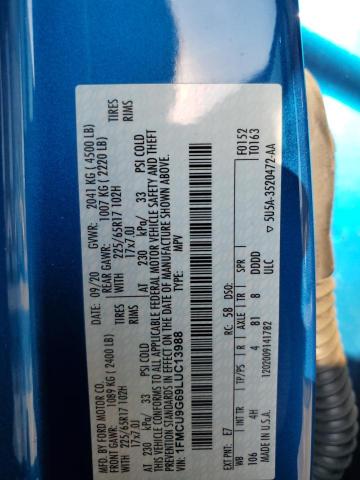 MFD. BY FORD MOTOR CO.
09/20 GVWR: 2041 KG ( 4500 LB)
FRONT GAWR: 1089 KG ( 2400 LB) REAR GAWR: 1007 KG ( 2220 LB)
WITH 225/65R17 102H TIRES WITH 225/65R17 102H TIRES
17x7.0J RIMS 17x7.0J RIMS
AT 230 kPa/ 33 PSI COLD AT 230 kPa/ 33 PSI COLD
THIS VEHICLE CONFORMS TO ALL APPLICABLE FEDERAL MOTOR VEHICLE SAFETY AND THEFT
PREVENTION STANDARDS IN EFFECT ON THE DATE OF MANUFACTURE SHOWN ABOVE.
VIN: 1FMCU9G69LUC13988 TYPE: MPV
F0152
T0163
EXT PNT: E7 RC: 58 DSO:
WB INT TR TP/PS R AXLE TR SPR
106 4H 4 81 8 DDDD
1202009141782 ULC
▽ 5U5A-3520472-AA